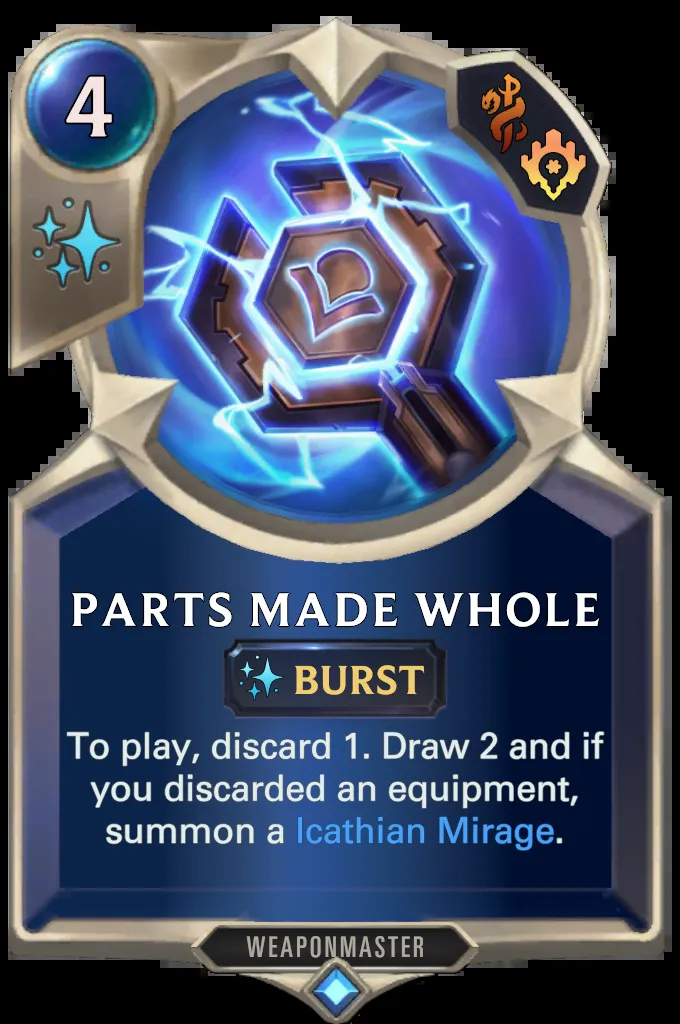 4
PARTS MADE WHOLE
BURST
To play, discard 1. Draw 2 and if
you discarded an equipment,
summon a Icathian Mirage.
WEAPONMASTER